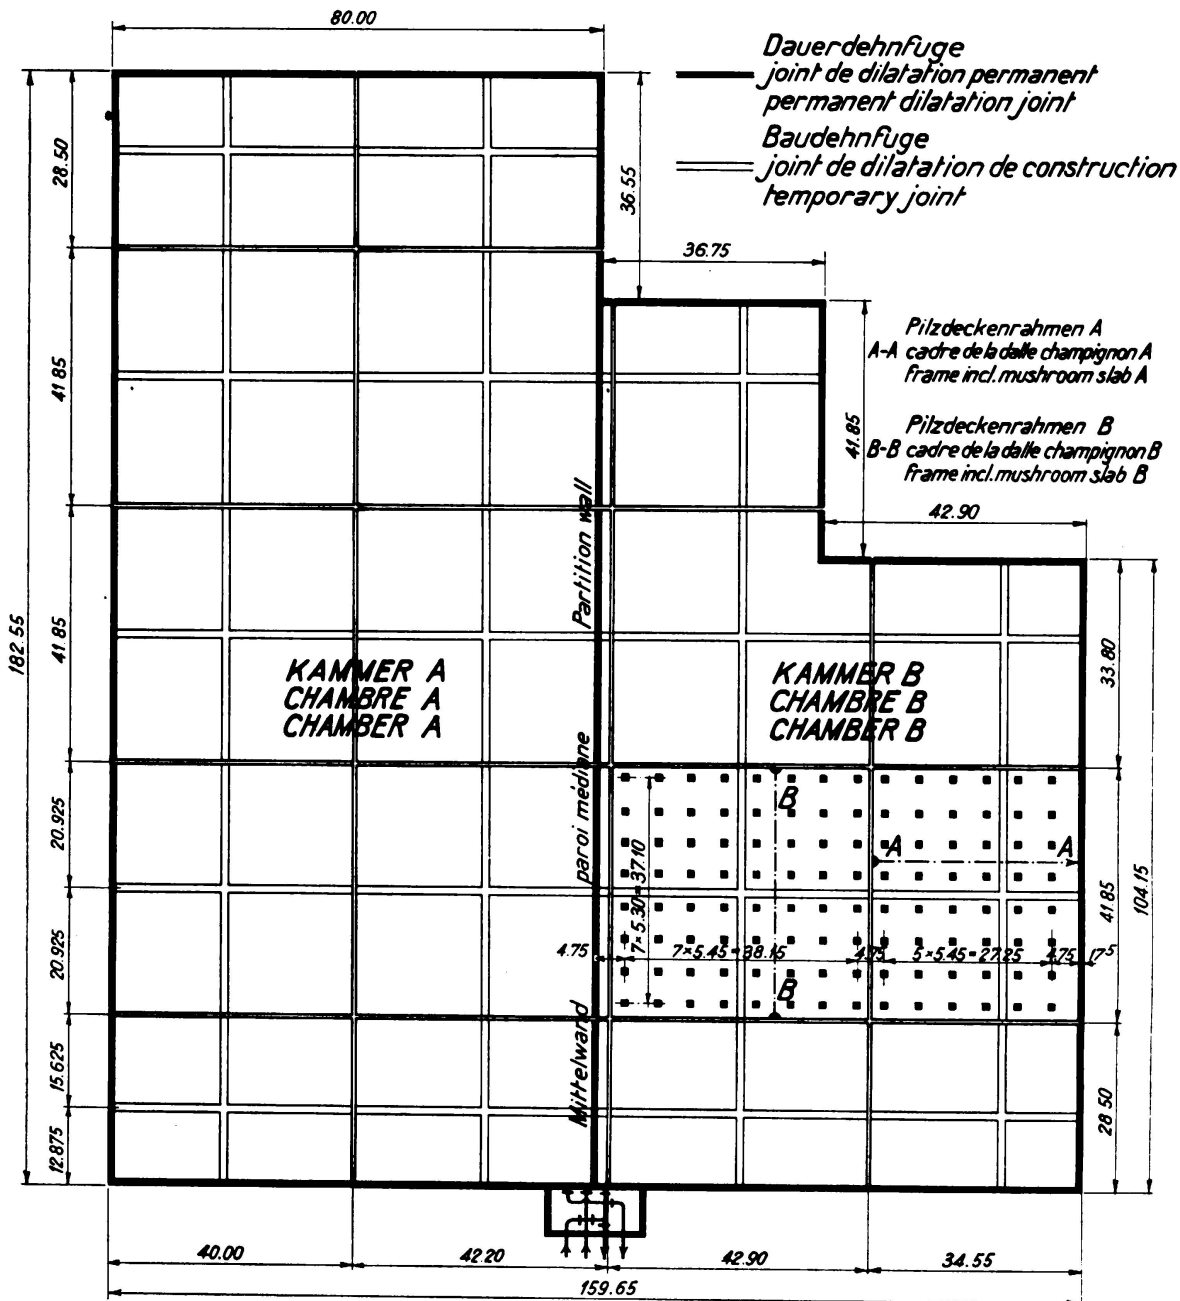 80.00
Dauerdehnfuge
joint de dilatation permanent
permanent dilatation joint
Baudehnfuge
joint de dilatation de construction
temporary joint
28.50
36.55
36.75
41.85
41.85
Pilzdeckenrahmen A
A-A cadre de la dalle champignon A
frame incl. mushroom slab A
Pilzdeckenrahmen B
B-B cadre de la dalle champignon B
frame incl. mushroom slab B
42.90
182.55
41.85
Partition wall
KAMMER A
CHAMBRE A
CHAMBER A
KAMMER B
CHAMBRE B
CHAMBER B
33.80
20.925
paroi médiane
B
A
A
7×5.30=37.10
41.85
104.15
20.925
4.75
7×5.45=38.15
4.75
5×5.45=27.25
4.75
17⁵
B
15.625
Mittelwand
12.875
28 50
40.00
42.20
42.90
34.55
159.65